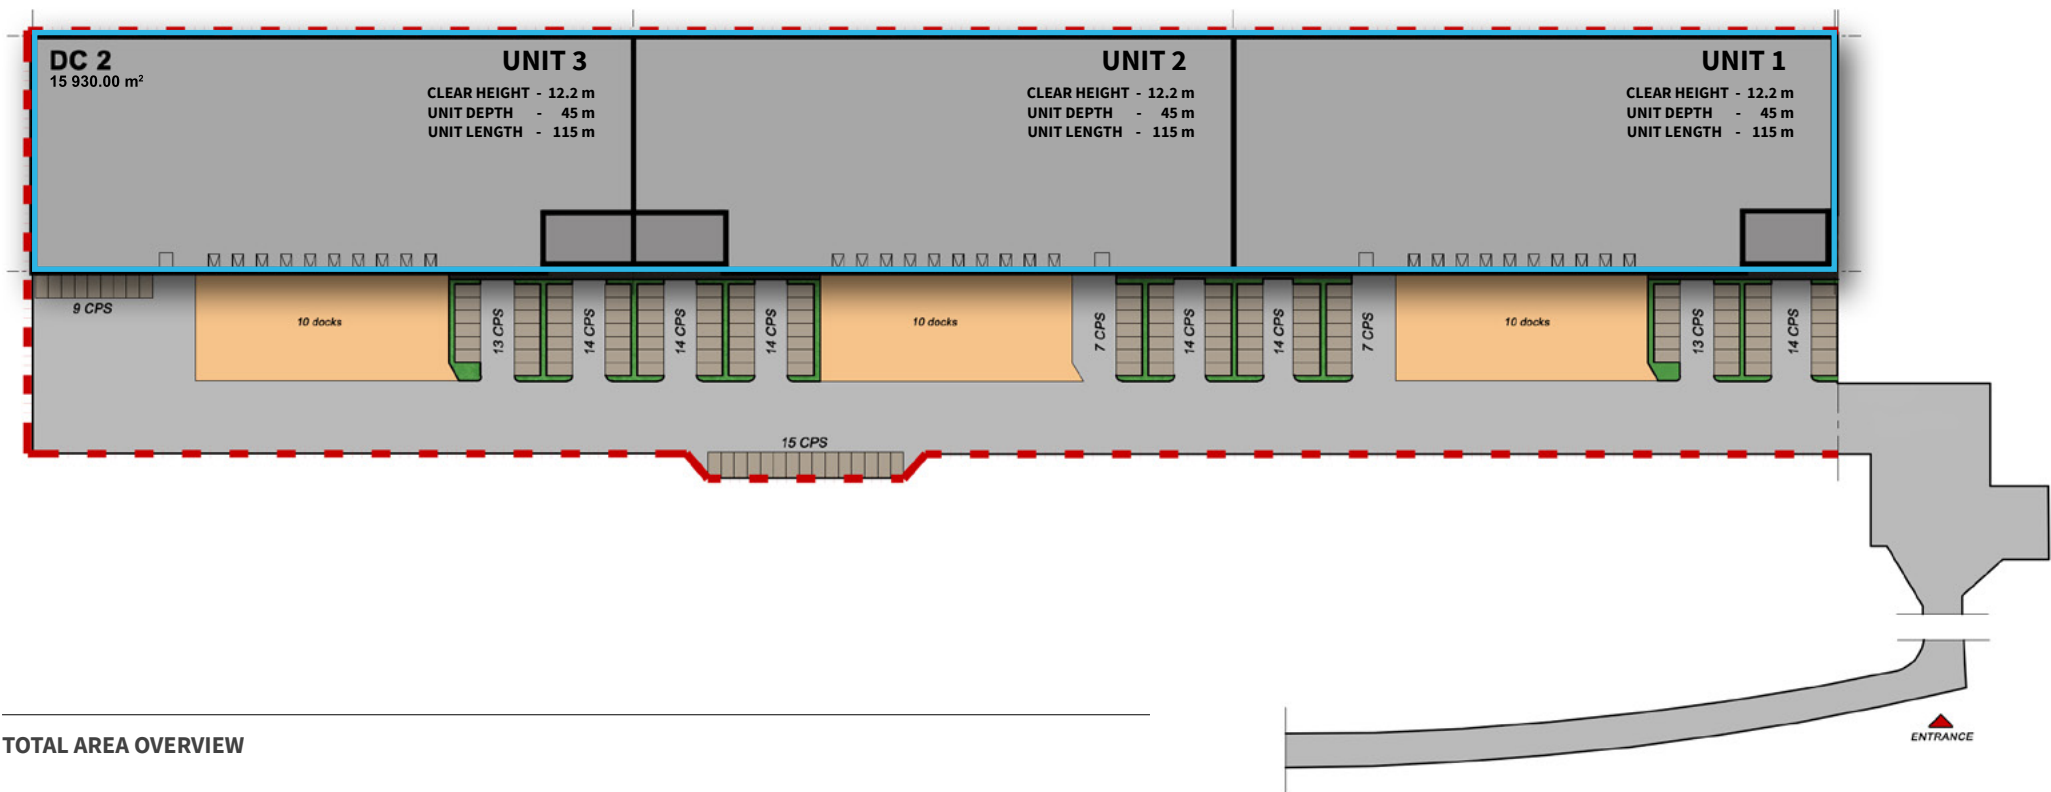 DC 2
15 930.00 m²
UNIT 3
CLEAR HEIGHT - 12.2 m
UNIT DEPTH - 45 m
UNIT LENGTH - 115 m
UNIT 2
CLEAR HEIGHT - 12.2 m
UNIT DEPTH - 45 m
UNIT LENGTH - 115 m
UNIT 1
CLEAR HEIGHT - 12.2 m
UNIT DEPTH - 45 m
UNIT LENGTH - 115 m
9 CPS
10 docks
13 CPS
14 CPS
14 CPS
14 CPS
10 docks
7 CPS
14 CPS
14 CPS
7 CPS
10 docks
13 CPS
14 CPS
15 CPS
ENTRANCE
TOTAL AREA OVERVIEW